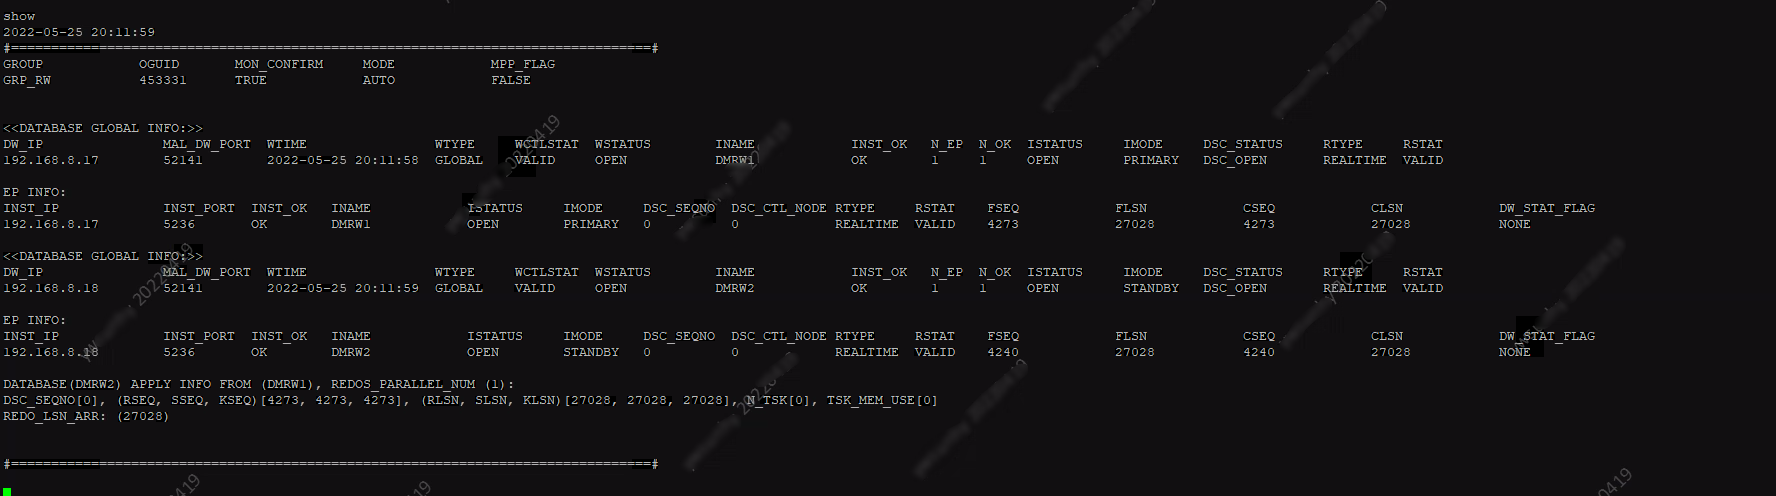 show
2022-05-25 20:11:59
#================================================================================#
GROUP            OGUID       MON_CONFIRM     MODE            MPP_FLAG
GRP_RW           453331      TRUE            AUTO            FALSE
<<DATABASE GLOBAL INFO:>>
DW_IP               MAL_DW_PORT  WTIME                WTYPE     WCTLSTAT  WSTATUS        INAME            INST_OK   N_EP  N_OK  ISTATUS     IMODE     DSC_STATUS     RTYPE     RSTAT
192.168.8.17        52141        2022-05-25 20:11:58  GLOBAL    VALID     OPEN           DMRW1            OK        1     1     OPEN        PRIMARY   DSC_OPEN       REALTIME  VALID
EP INFO:
INST_IP             INST_PORT  INST_OK   INAME            ISTATUS     IMODE     DSC_SEQNO  DSC_CTL_NODE RTYPE     RSTAT    FSEQ            FLSN            CSEQ            CLSN            DW_STAT_FLAG
192.168.8.17        5236       OK        DMRW1            OPEN        PRIMARY   0          0            REALTIME  VALID    4273            27028           4273            27028           NONE
<<DATABASE GLOBAL INFO:>>
DW_IP               MAL_DW_PORT  WTIME                WTYPE     WCTLSTAT  WSTATUS        INAME            INST_OK   N_EP  N_OK  ISTATUS     IMODE     DSC_STATUS     RTYPE     RSTAT
192.168.8.18        52141        2022-05-25 20:11:59  GLOBAL    VALID     OPEN           DMRW2            OK        1     1     OPEN        STANDBY   DSC_OPEN       REALTIME  VALID
EP INFO:
INST_IP             INST_PORT  INST_OK   INAME            ISTATUS     IMODE     DSC_SEQNO  DSC_CTL_NODE RTYPE     RSTAT    FSEQ            FLSN            CSEQ            CLSN            DW_STAT_FLAG
192.168.8.18        5236       OK        DMRW2            OPEN        STANDBY   0          0            REALTIME  VALID    4240            27028           4240            27028           NONE
DATABASE(DMRW2) APPLY INFO FROM (DMRW1), REDOS_PARALLEL_NUM (1):
DSC_SEQNO[0], (RSEQ, SSEQ, KSEQ)[4273, 4273, 4273], (RLSN, SLSN, KLSN)[27028, 27028, 27028], N_TSK[0], TSK_MEM_USE[0]
REDO_LSN_ARR: (27028)
#================================================================================#